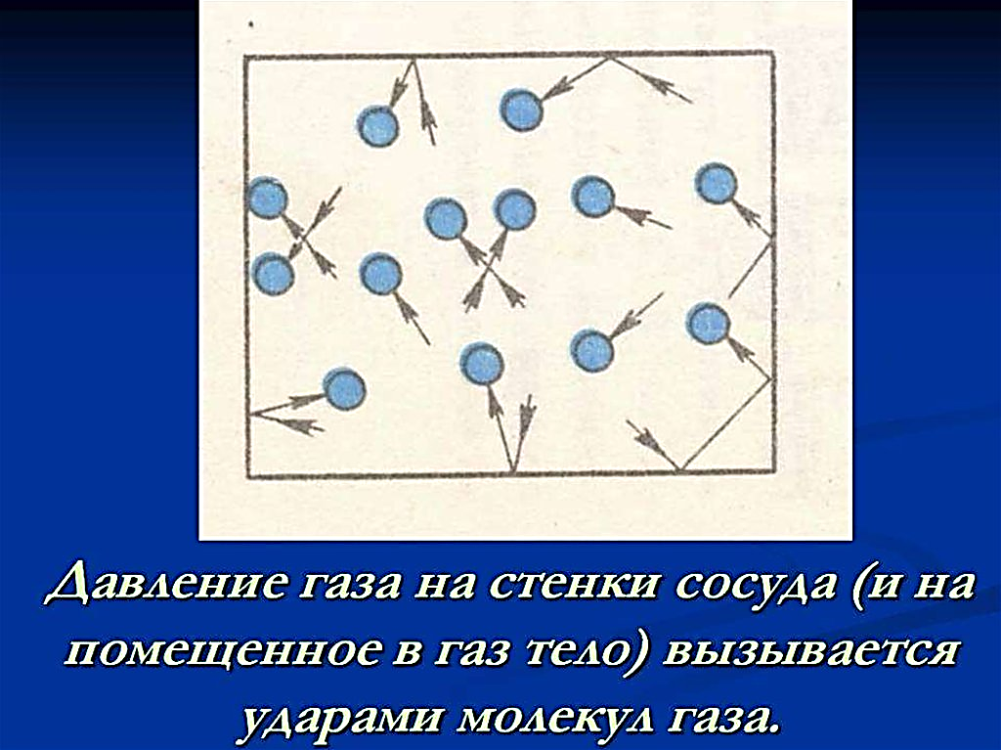 Давление газа на стенки сосуда (и на
помещенное в газ тело) вызывается
ударами молекул газа.